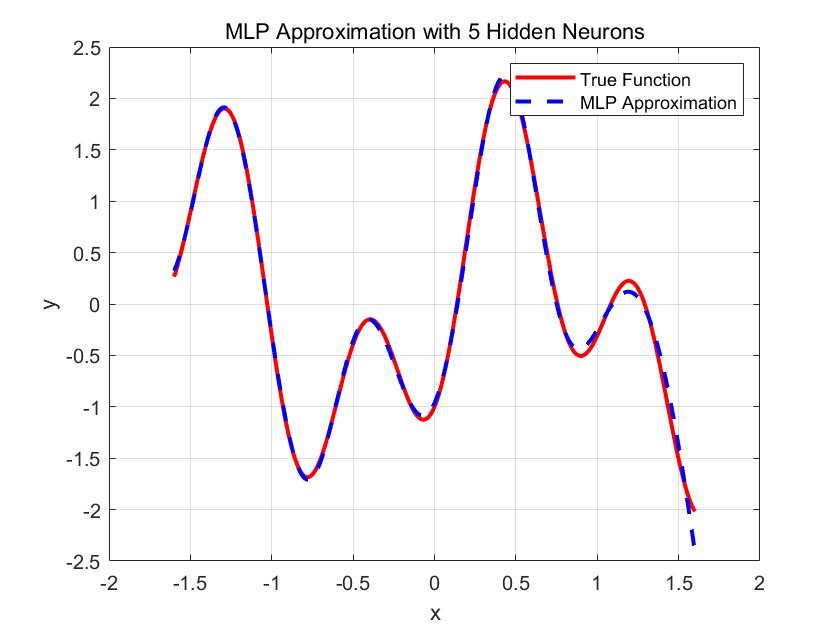 MLP Approximation with 5 Hidden Neurons
2.5
2
1.5
1
0.5
0
-0.5
-1
-1.5
-2
-2.5
y
True Function
MLP Approximation
-2 -1.5 -1 -0.5 0 0.5 1 1.5 2
x